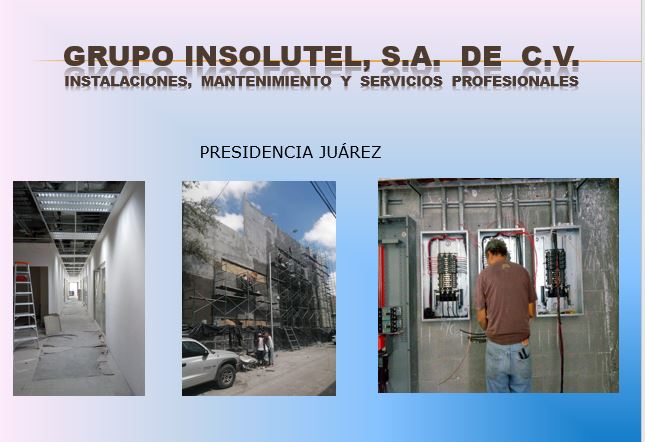 GRUPO INSOLUTEL, S.A. DE C.V.
INSTALACIONES, MANTENIMIENTO Y SERVICIOS PROFESIONALES
PRESIDENCIA JUÁREZ